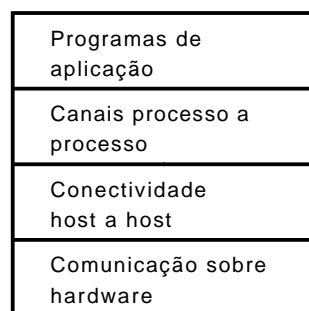 Programas de
aplicação
Canais processo a
processo
Conectividade
host a host
Comunicação sobre
hardware